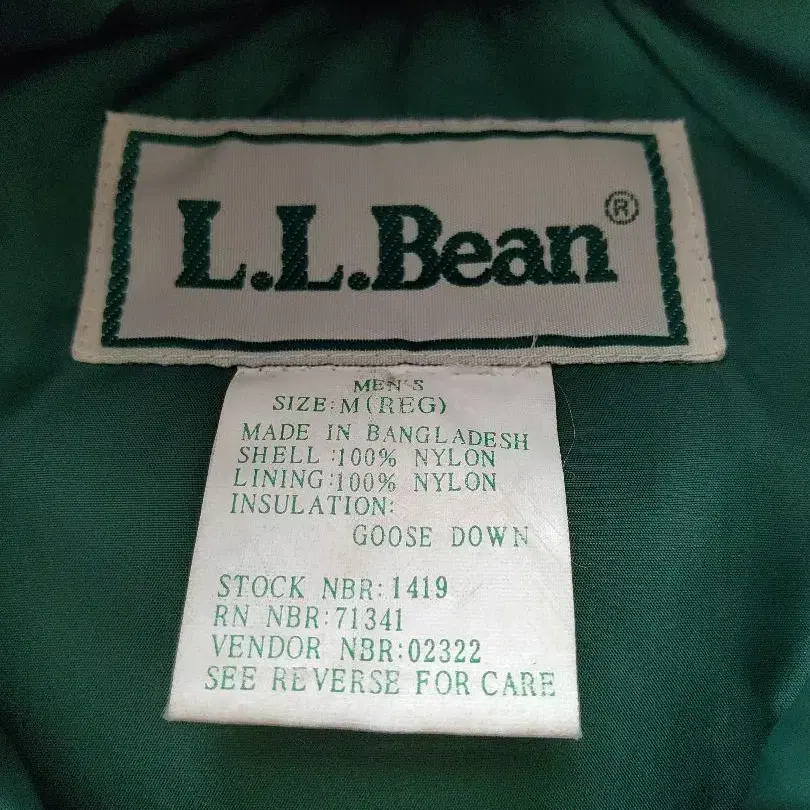 L.L.Bean®
MEN'S
SIZE:M(REG)
MADE IN BANGLADESH
SHELL :100% NYLON
LINING:100% NYLON
INSULATION:
GOOSE DOWN
STOCK NBR:1419
RN NBR:71341
VENDOR NBR:02322
SEE REVERSE FOR CARE